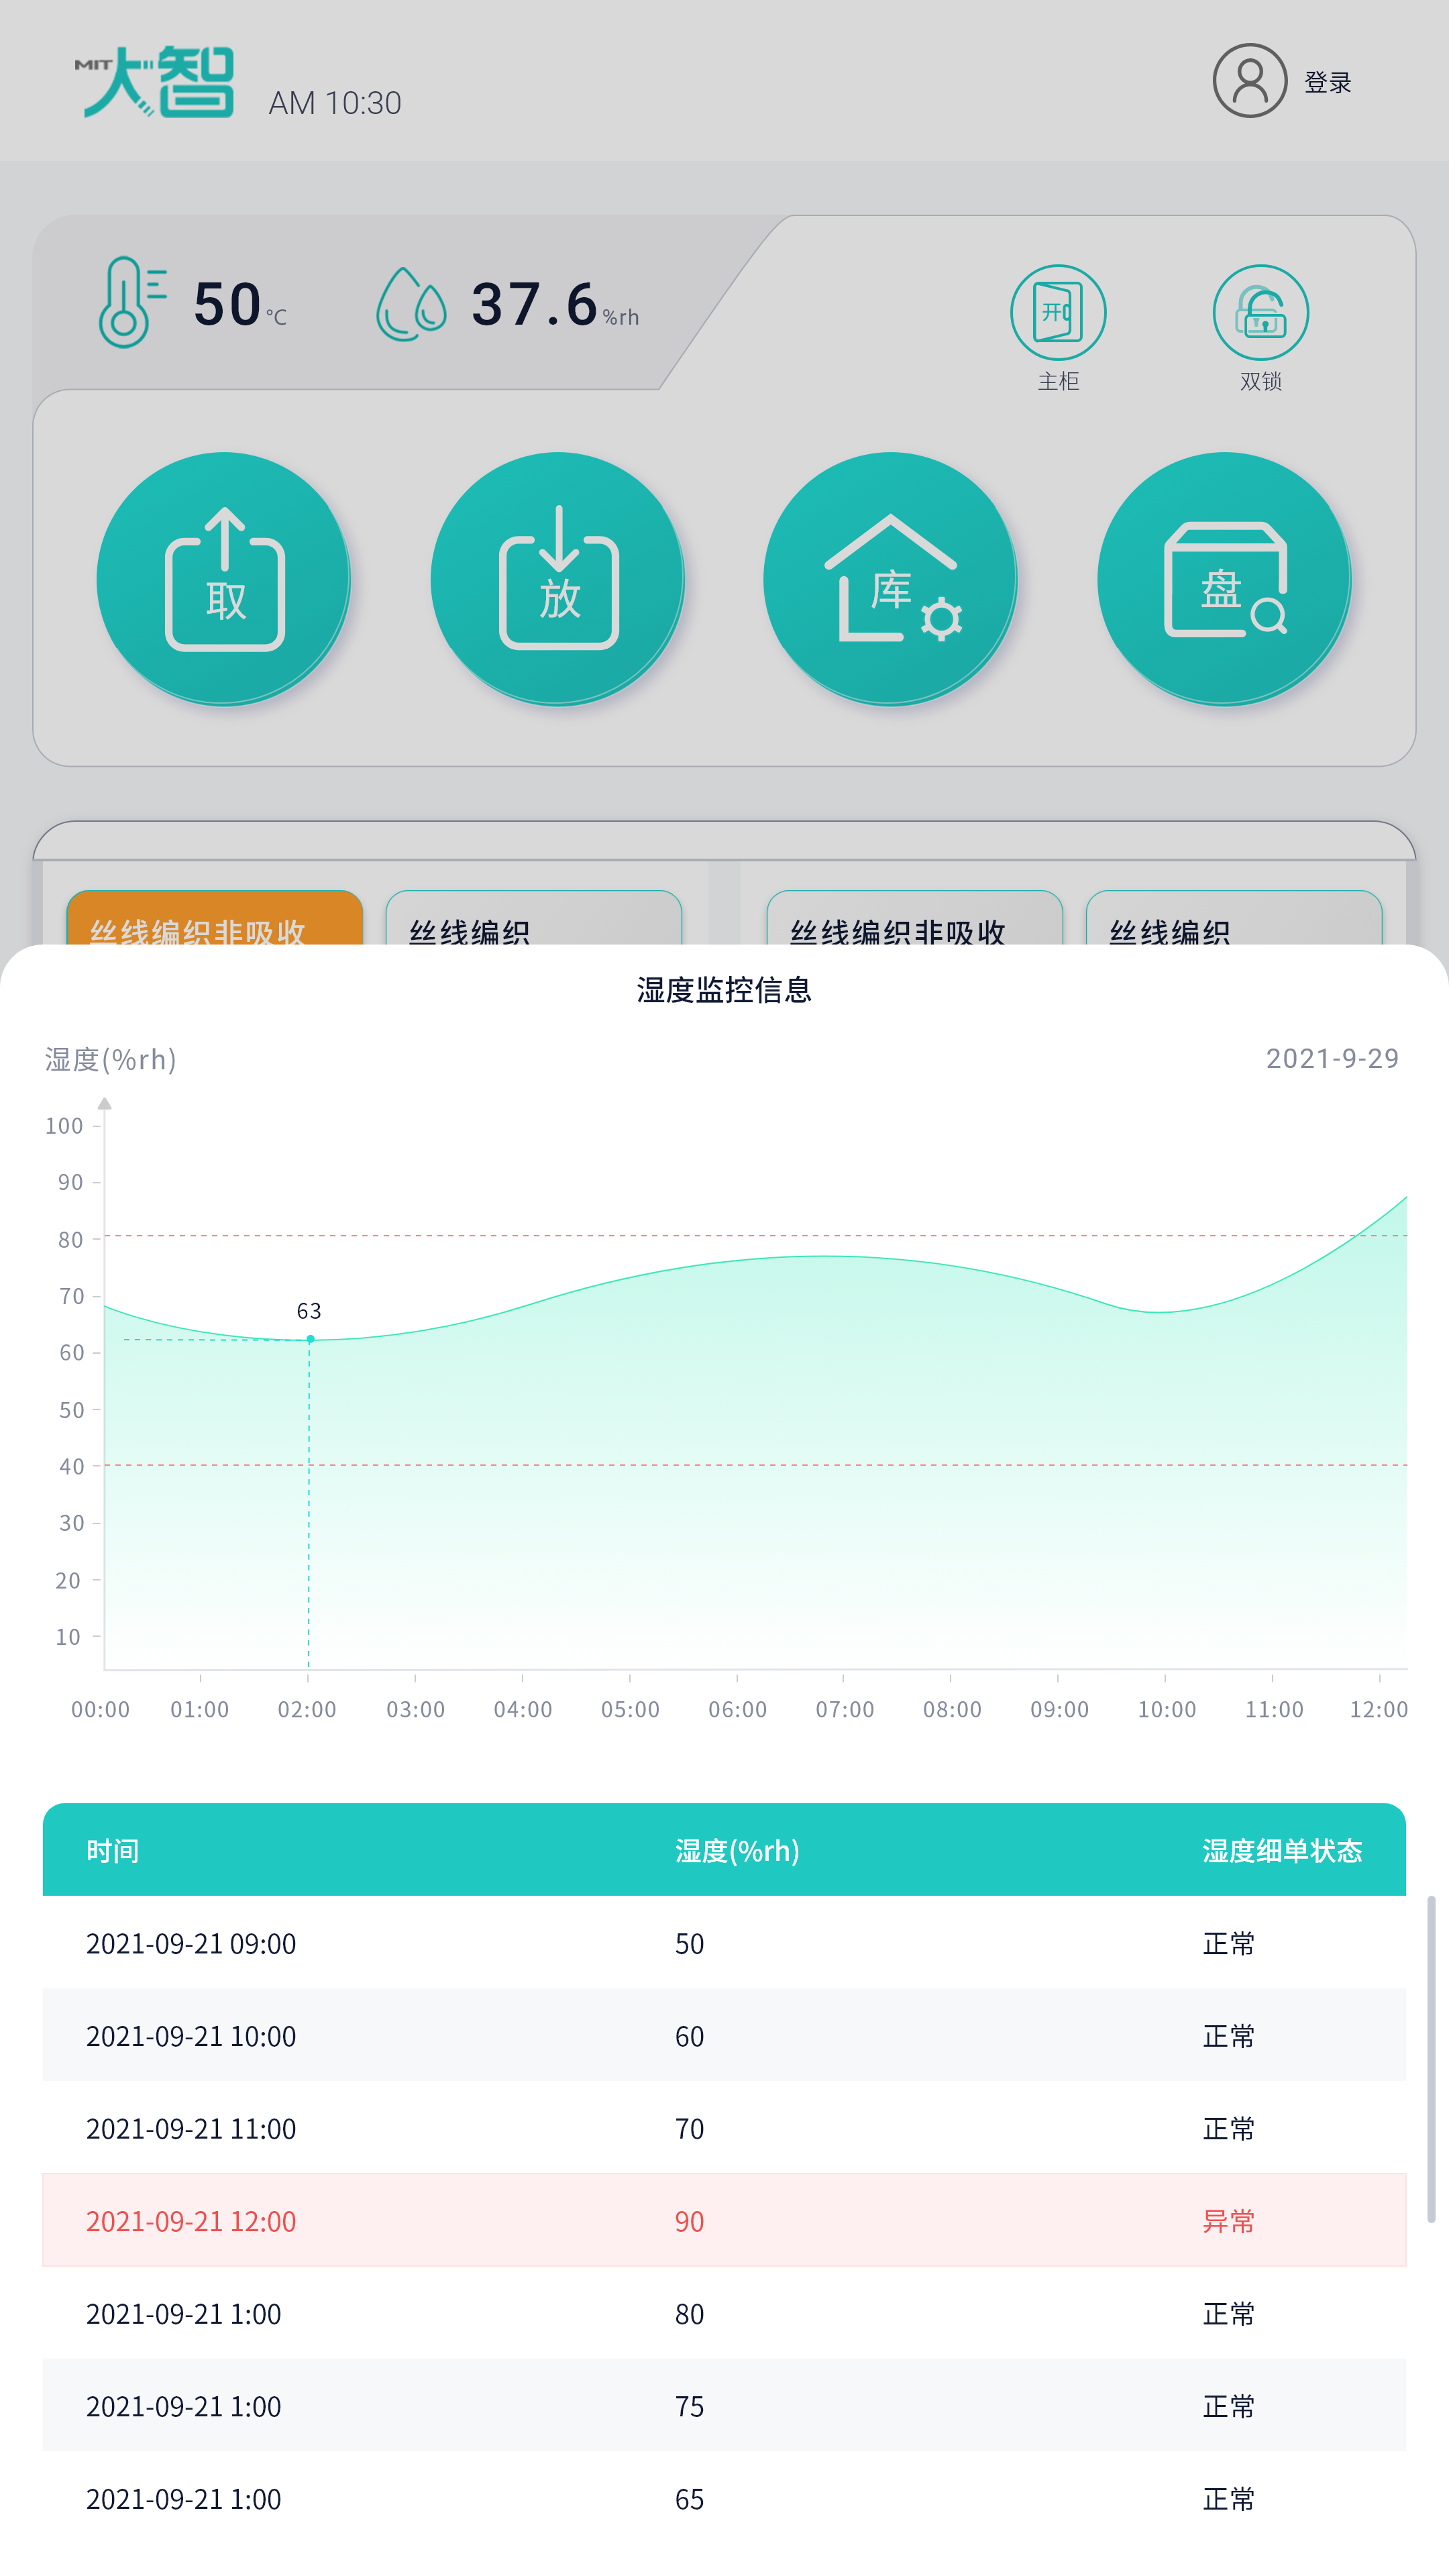 MIT大智 AM 10:30 登录
50℃ 37.6%rh
开
主柜 双锁
取 放 库 盘
丝线编织非吸收 丝线编织 丝线编织非吸收 丝线编织
湿度监控信息
湿度(%rh) 2021-9-29
100
90
80
70
63
60
50
40
30
20
10
00:00 01:00 02:00 03:00 04:00 05:00 06:00 07:00 08:00 09:00 10:00 11:00 12:00
时间 湿度(%rh) 湿度细单状态
2021-09-21 09:00 50 正常
2021-09-21 10:00 60 正常
2021-09-21 11:00 70 正常
2021-09-21 12:00 90 异常
2021-09-21 1:00 80 正常
2021-09-21 1:00 75 正常
2021-09-21 1:00 65 正常